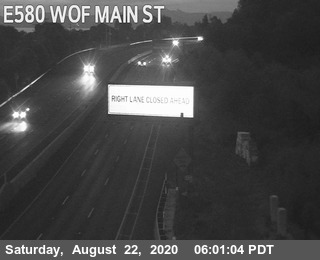 E580 WOF MAIN ST
RIGHT LANE CLOSED AHEAD
Saturday, August 22, 2020 06:01:04 PDT